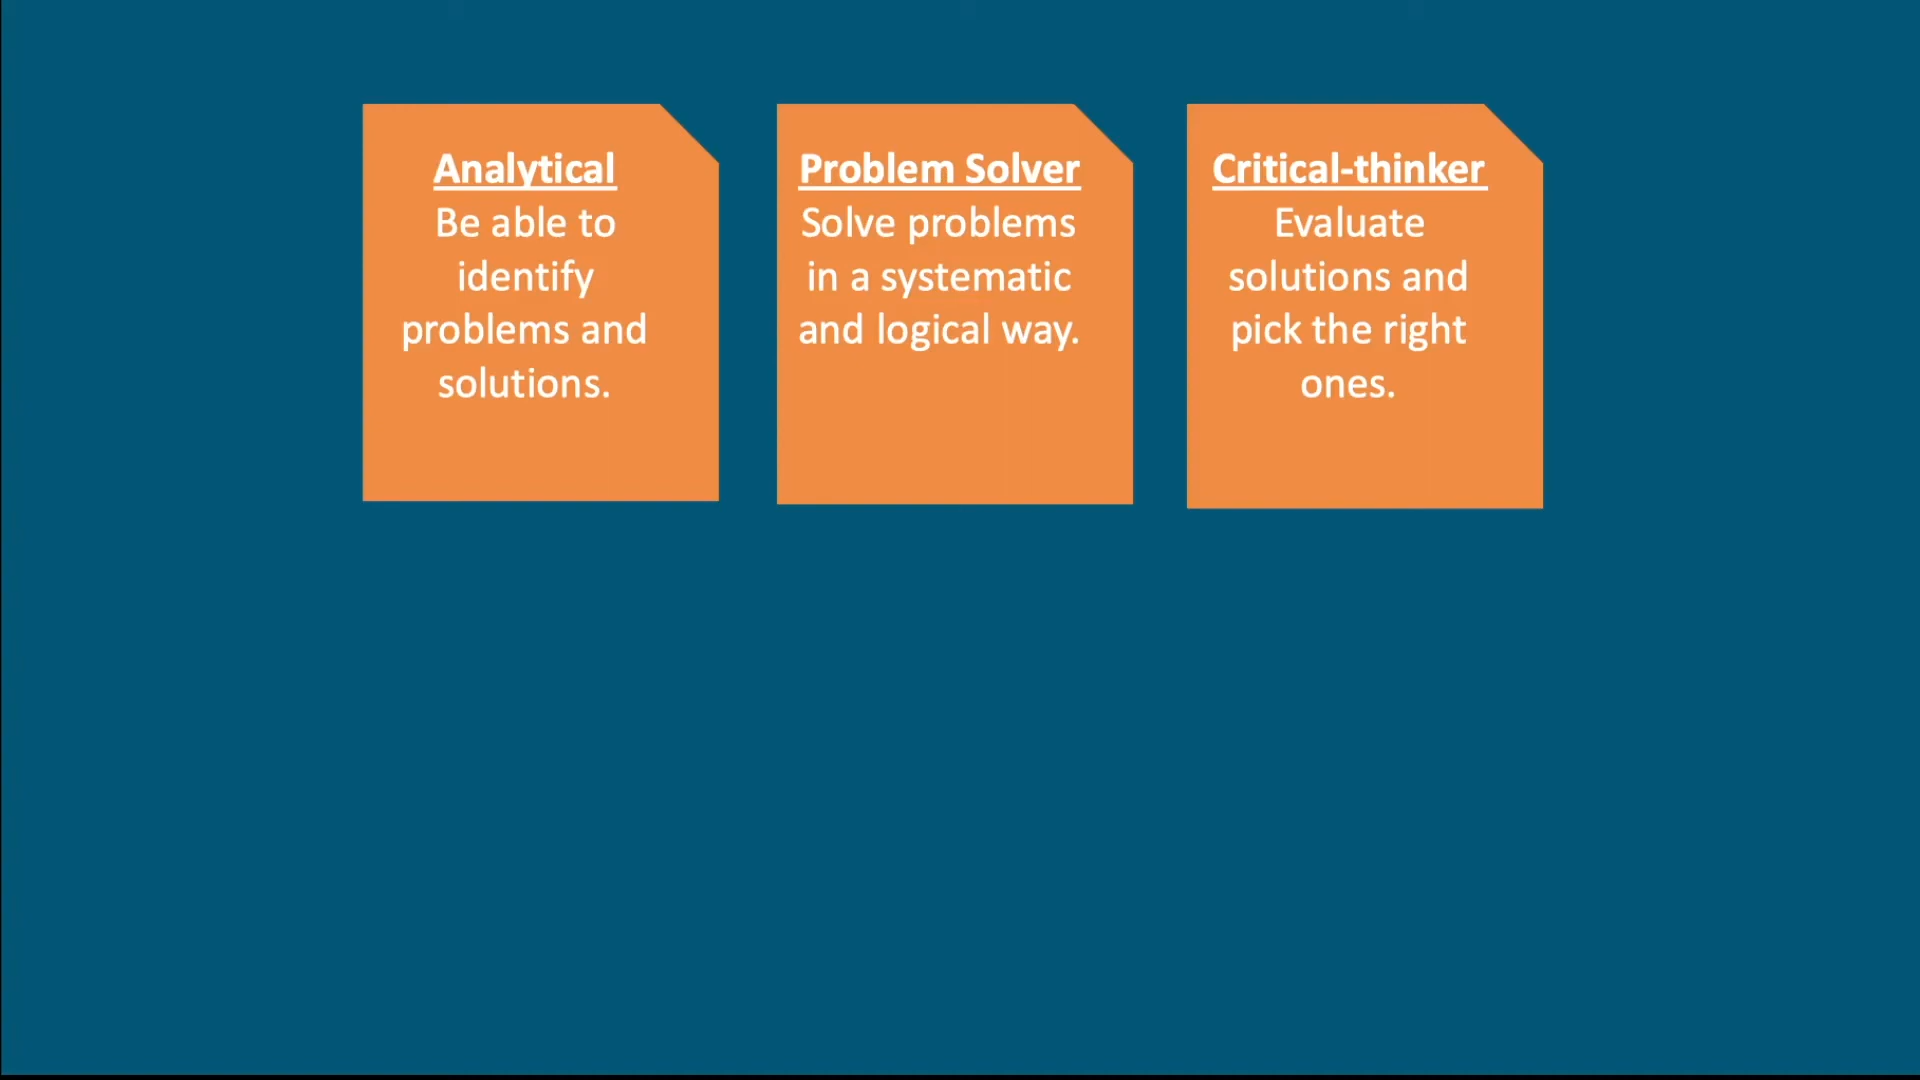 Analytical
Be able to
identify
problems and
solutions.
Problem Solver
Solve problems
in a systematic
and logical way.
Critical-thinker
Evaluate
solutions and
pick the right
ones.